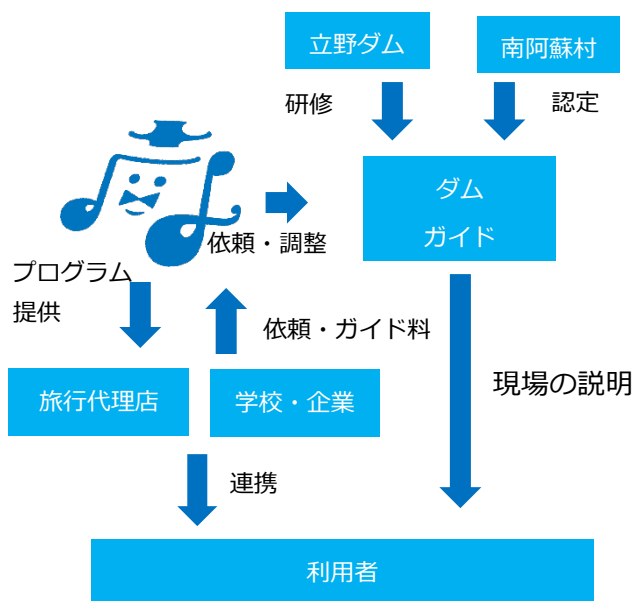 立野ダム
南阿蘇村
研修
認定
ダム
ガイド
依頼・調整
プログラム
提供
依頼・ガイド料
旅行代理店
学校・企業
現場の説明
連携
利用者